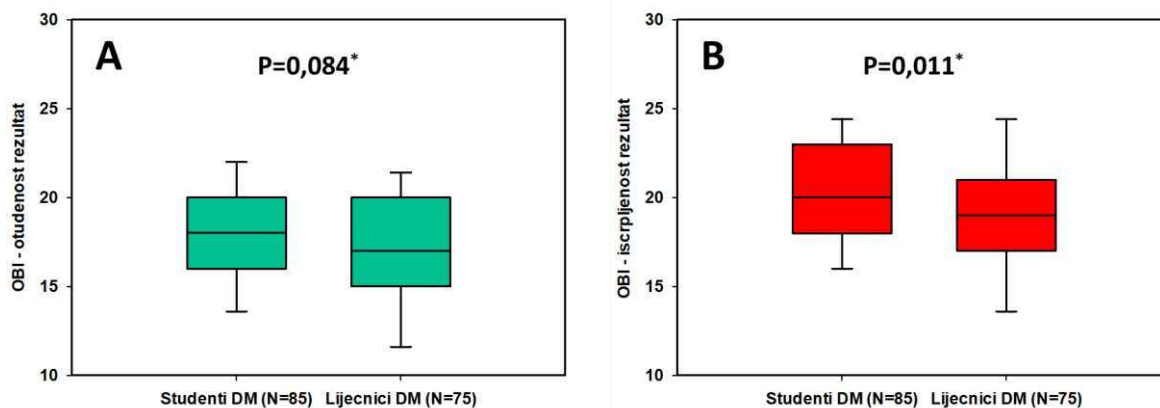 A
P=0,084*
OBI - otudenost rezultat
30
25
20
15
10
Studenti DM (N=85) Lijecnici DM (N=75)
B
P=0,011*
OBI - iscrpljenost rezultat
30
25
20
15
10
Studenti DM (N=85) Lijecnici DM (N=75)